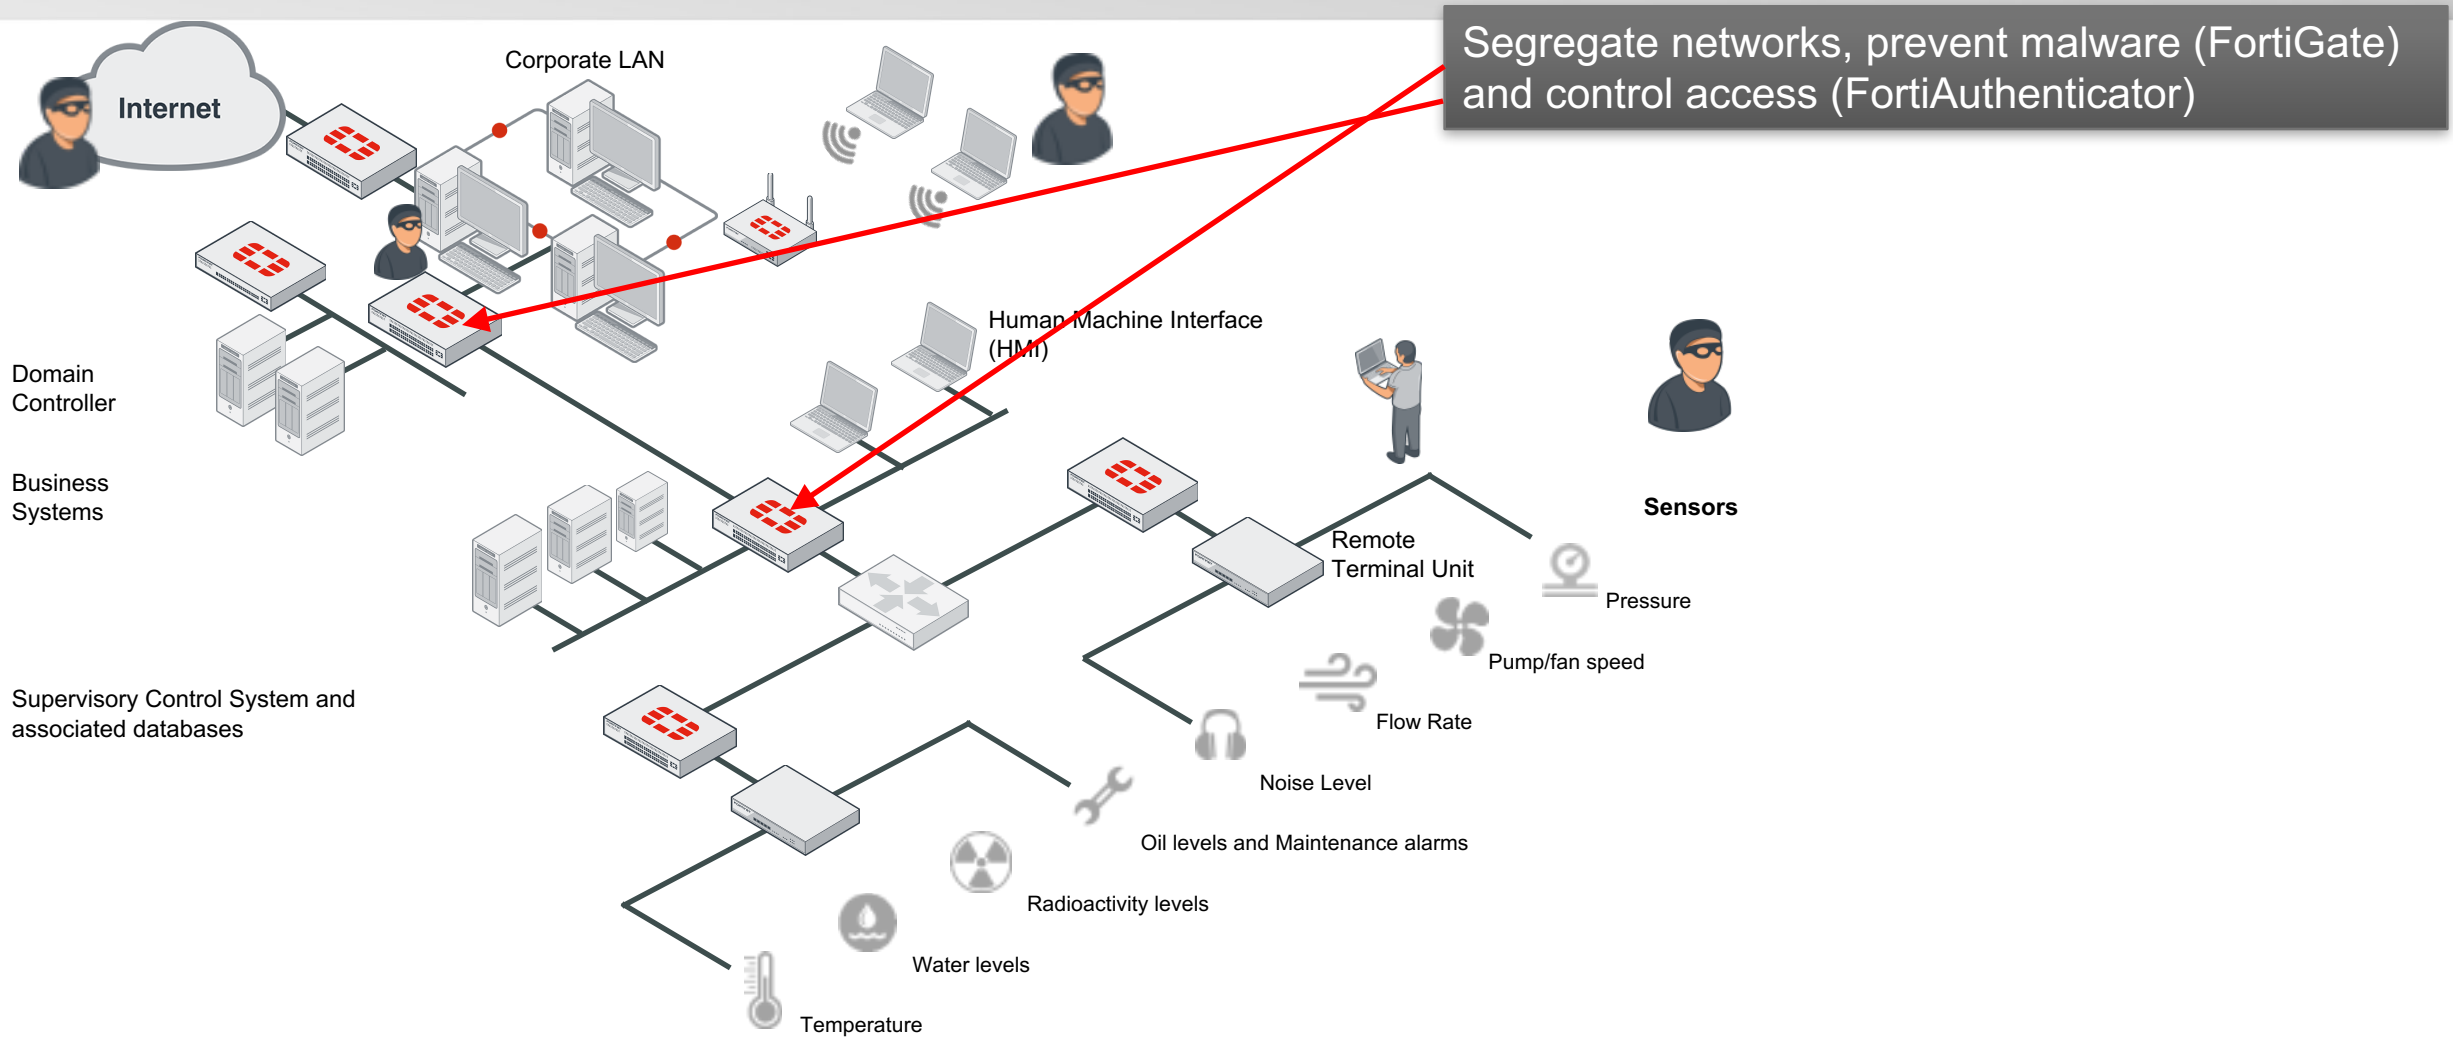 Segregate networks, prevent malware (FortiGate)
and control access (FortiAuthenticator)
Corporate LAN
Internet
Human Machine Interface
(HMI)
Domain
Controller
Business
Systems
Sensors
Remote
Terminal Unit
Pressure
Pump/fan speed
Supervisory Control System and
associated databases
Flow Rate
Noise Level
Oil levels and Maintenance alarms
Radioactivity levels
Water levels
Temperature